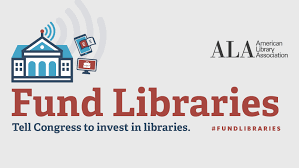 ALA American
Library
Association
Fund Libraries
Tell Congress to invest in libraries.
#FUNDLIBRARIES